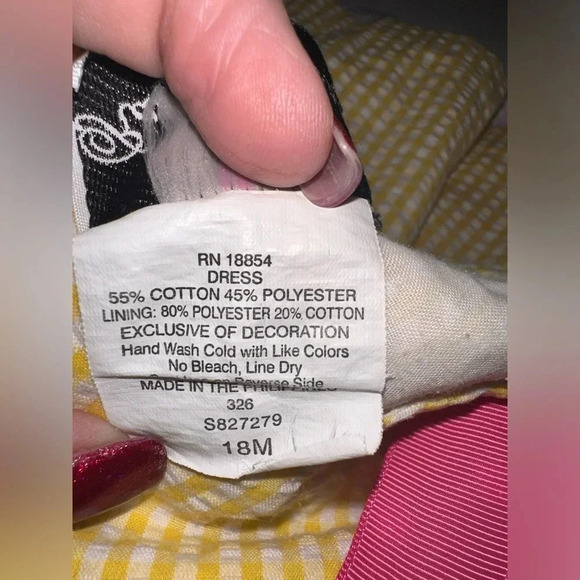 RN 18854
DRESS
55% COTTON 45% POLYESTER
LINING: 80% POLYESTER 20% COTTON
EXCLUSIVE OF DECORATION
Hand Wash Cold with Like Colors
No Bleach, Line Dry
Reverse Side
MADE IN THE PHILIPPINES
326
S827279
18M